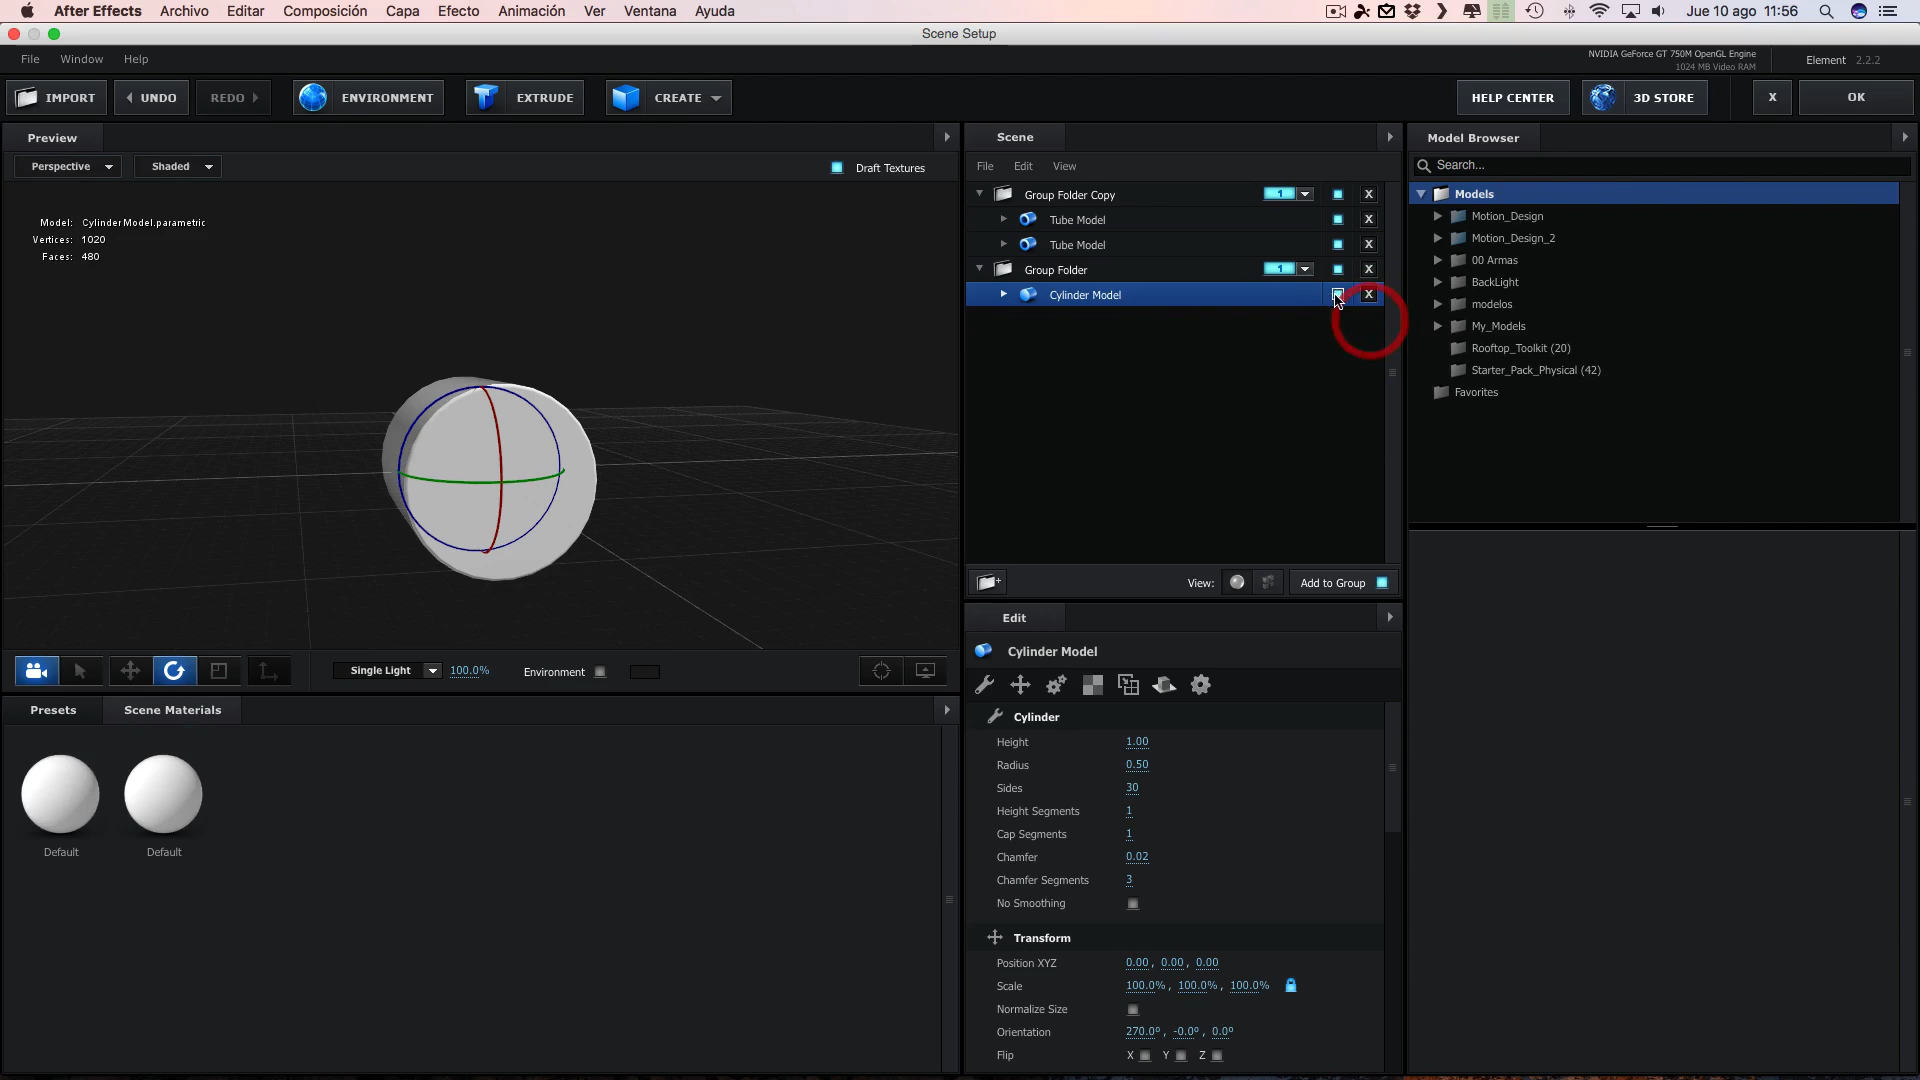 After Effects Archivo Editar Composición Capa Efecto Animación Ver Ventana Ayuda Jue 10 ago 11:56
Scene Setup
File Window Help
NVIDIA GeForce GT 750M OpenGL Engine
1024 MB Video RAM
Element 2.2.2
IMPORT UNDO REDO ENVIRONMENT EXTRUDE CREATE HELP CENTER 3D STORE X OK
Preview
Perspective Shaded Draft Textures
Model: CylinderModel.parametric
Vertices: 1020
Faces: 480
Single Light 100.0% Environment
Presets Scene Materials
Default Default
Scene
File Edit View
Group Folder Copy 1 X
Tube Model X
Tube Model X
Group Folder 1 X
Cylinder Model X
View: Add to Group
Edit
Cylinder Model
Cylinder
Height 1.00
Radius 0.50
Sides 30
Height Segments 1
Cap Segments 1
Chamfer 0.02
Chamfer Segments 3
No Smoothing
Transform
Position XYZ 0.00, 0.00, 0.00
Scale 100.0%, 100.0%, 100.0%
Normalize Size
Orientation 270.0º, -0.0º, 0.0º
Flip X Y Z
Model Browser
Search...
Models
Motion_Design
Motion_Design_2
00 Armas
BackLight
modelos
My_Models
Rooftop_Toolkit (20)
Starter_Pack_Physical (42)
Favorites